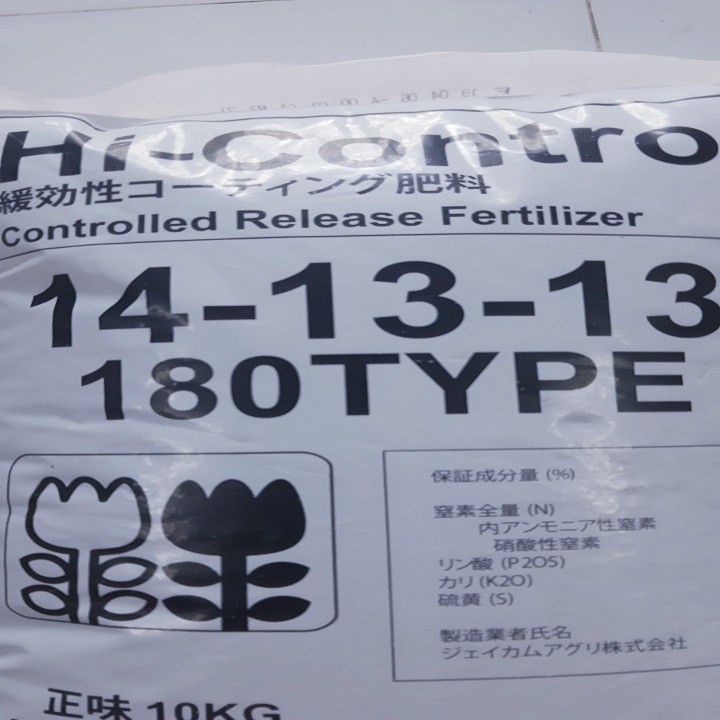 Hi-Contro
緩効性コーティング肥料
Controlled Release Fertilizer
14-13-13
180TYPE
保証成分量 (%)
窒素全量 (N)
内アンモニア性窒素
硝酸性窒素
リン酸 (P2O5)
カリ (K2O)
硫黄 (S)
製造業者氏名
ジェイカムアグリ株式会社
正味 10KG